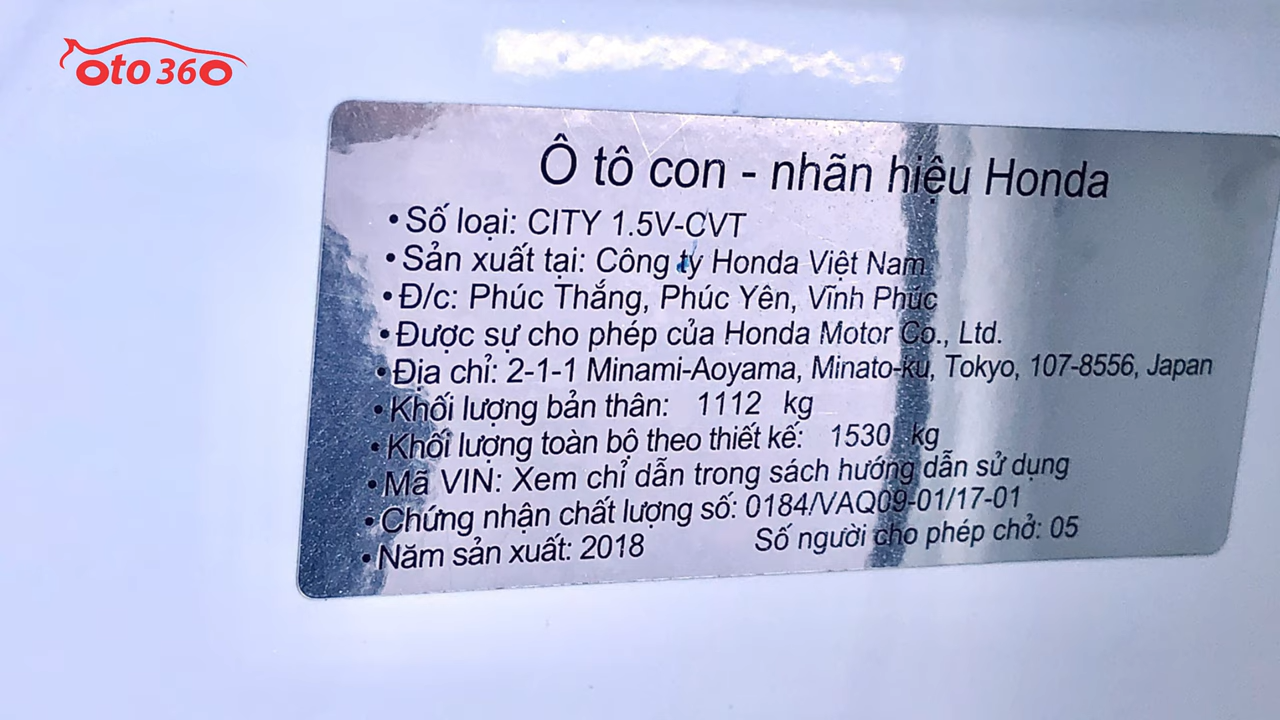 oto 360
Ô tô con - nhãn hiệu Honda
• Số loại: CITY 1.5V-CVT
• Sản xuất tại: Công ty Honda Việt Nam
• Đ/c: Phúc Thắng, Phúc Yên, Vĩnh Phúc
• Được sự cho phép của Honda Motor Co., Ltd.
• Địa chỉ: 2-1-1 Minami-Aoyama, Minato-ku, Tokyo, 107-8556, Japan
• Khối lượng bản thân: 1112 kg
• Khối lượng toàn bộ theo thiết kế: 1530 kg
• Mã VIN: Xem chỉ dẫn trong sách hướng dẫn sử dụng
• Chứng nhận chất lượng số: 0184/VAQ09-01/17-01
• Năm sản xuất: 2018 Số người cho phép chở: 05